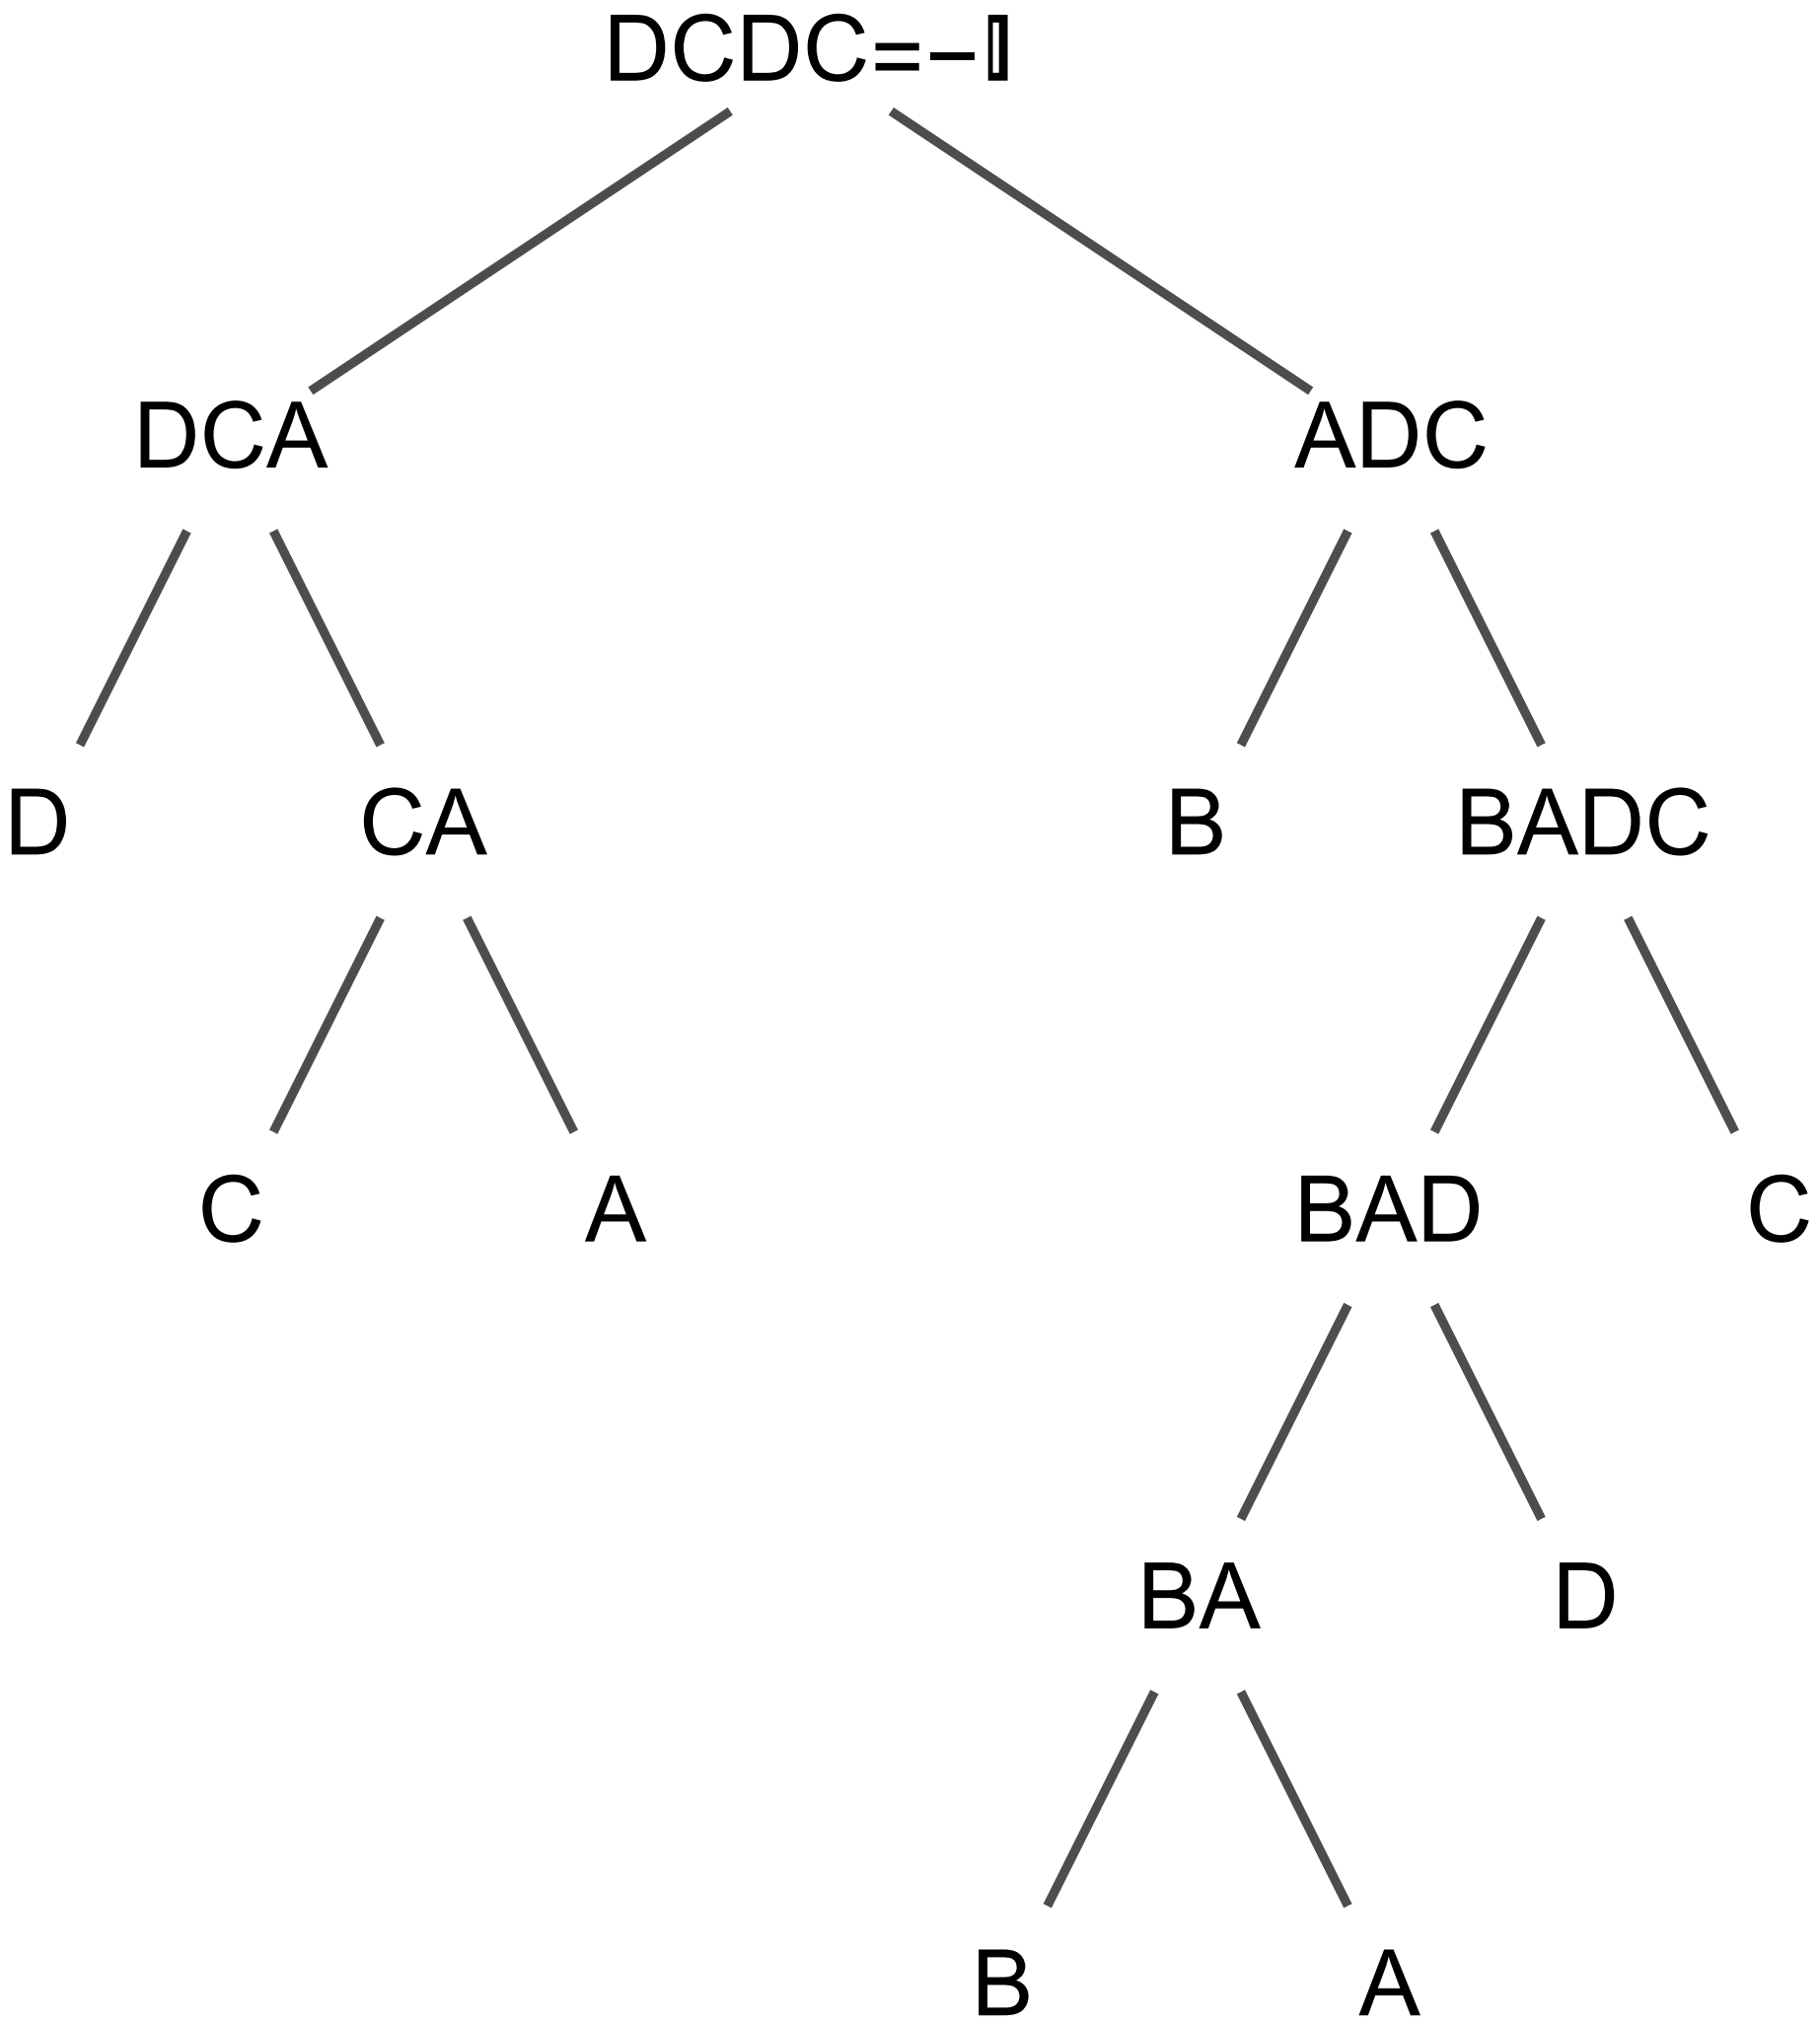 DCDC=–𝕀
DCA ADC
D CA B BADC
C A BAD C
BA D
B A